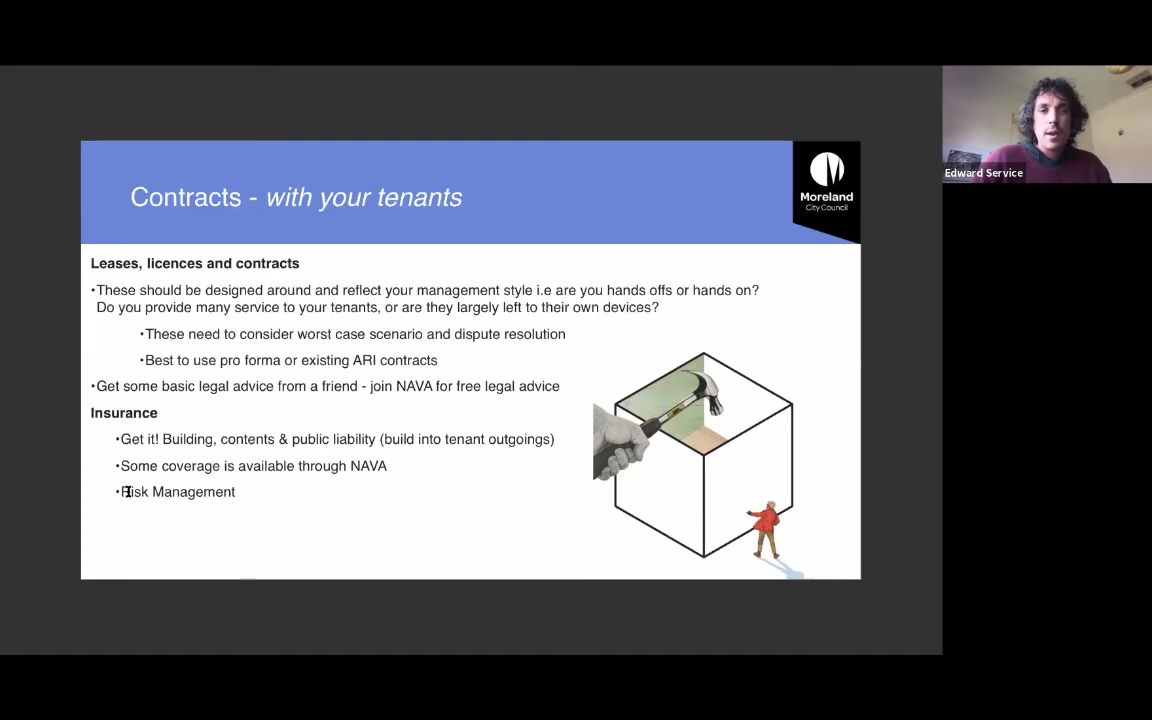 Contracts - with your tenants
Moreland
City Council
Edward Service
Leases, licences and contracts
•These should be designed around and reflect your management style i.e are you hands offs or hands on?
Do you provide many service to your tenants, or are they largely left to their own devices?
•These need to consider worst case scenario and dispute resolution
•Best to use pro forma or existing ARI contracts
•Get some basic legal advice from a friend - join NAVA for free legal advice
Insurance
•Get it! Building, contents & public liability (build into tenant outgoings)
•Some coverage is available through NAVA
•Risk Management